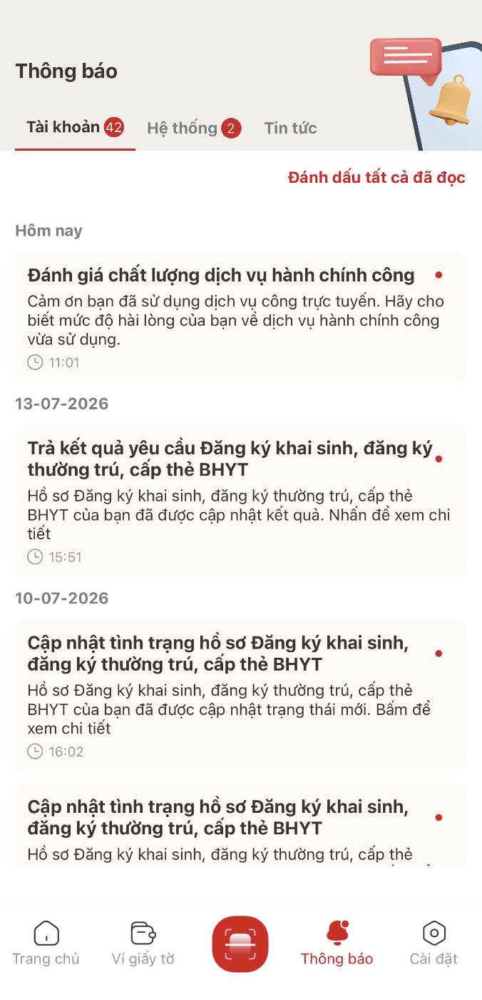 Thông báo
Tài khoản 42 Hệ thống 2 Tin tức
Đánh dấu tất cả đã đọc
Hôm nay
Đánh giá chất lượng dịch vụ hành chính công
Cảm ơn bạn đã sử dụng dịch vụ công trực tuyến. Hãy cho
biết mức độ hài lòng của bạn về dịch vụ hành chính công
vừa sử dụng.
11:01
13-07-2026
Trả kết quả yêu cầu Đăng ký khai sinh, đăng ký
thường trú, cấp thẻ BHYT
Hồ sơ Đăng ký khai sinh, đăng ký thường trú, cấp thẻ
BHYT của bạn đã được cập nhật kết quả. Nhấn để xem chi
tiết
15:51
10-07-2026
Cập nhật tình trạng hồ sơ Đăng ký khai sinh,
đăng ký thường trú, cấp thẻ BHYT
Hồ sơ Đăng ký khai sinh, đăng ký thường trú, cấp thẻ
BHYT của bạn đã được cập nhật trạng thái mới. Bấm để
xem chi tiết
16:02
Cập nhật tình trạng hồ sơ Đăng ký khai sinh,
đăng ký thường trú, cấp thẻ BHYT
Hồ sơ Đăng ký khai sinh, đăng ký thường trú, cấp thẻ
Trang chủ Ví giấy tờ Thông báo Cài đặt